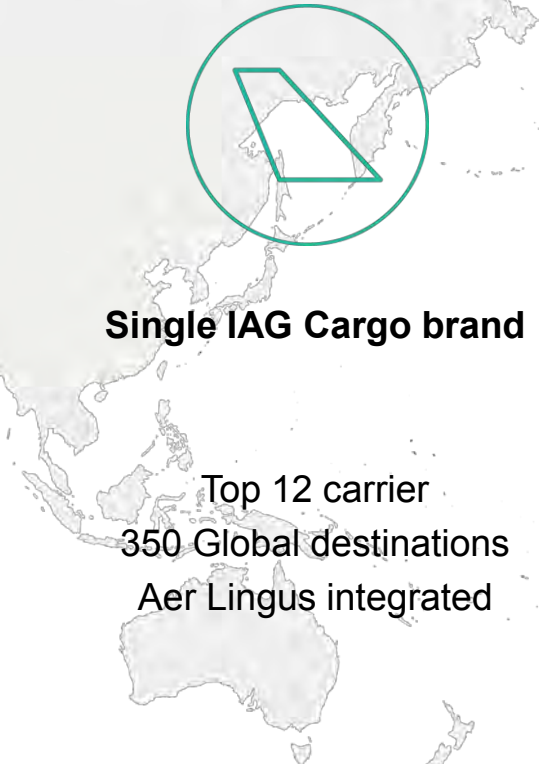 Single IAG Cargo brand
Top 12 carrier
350 Global destinations
Aer Lingus integrated